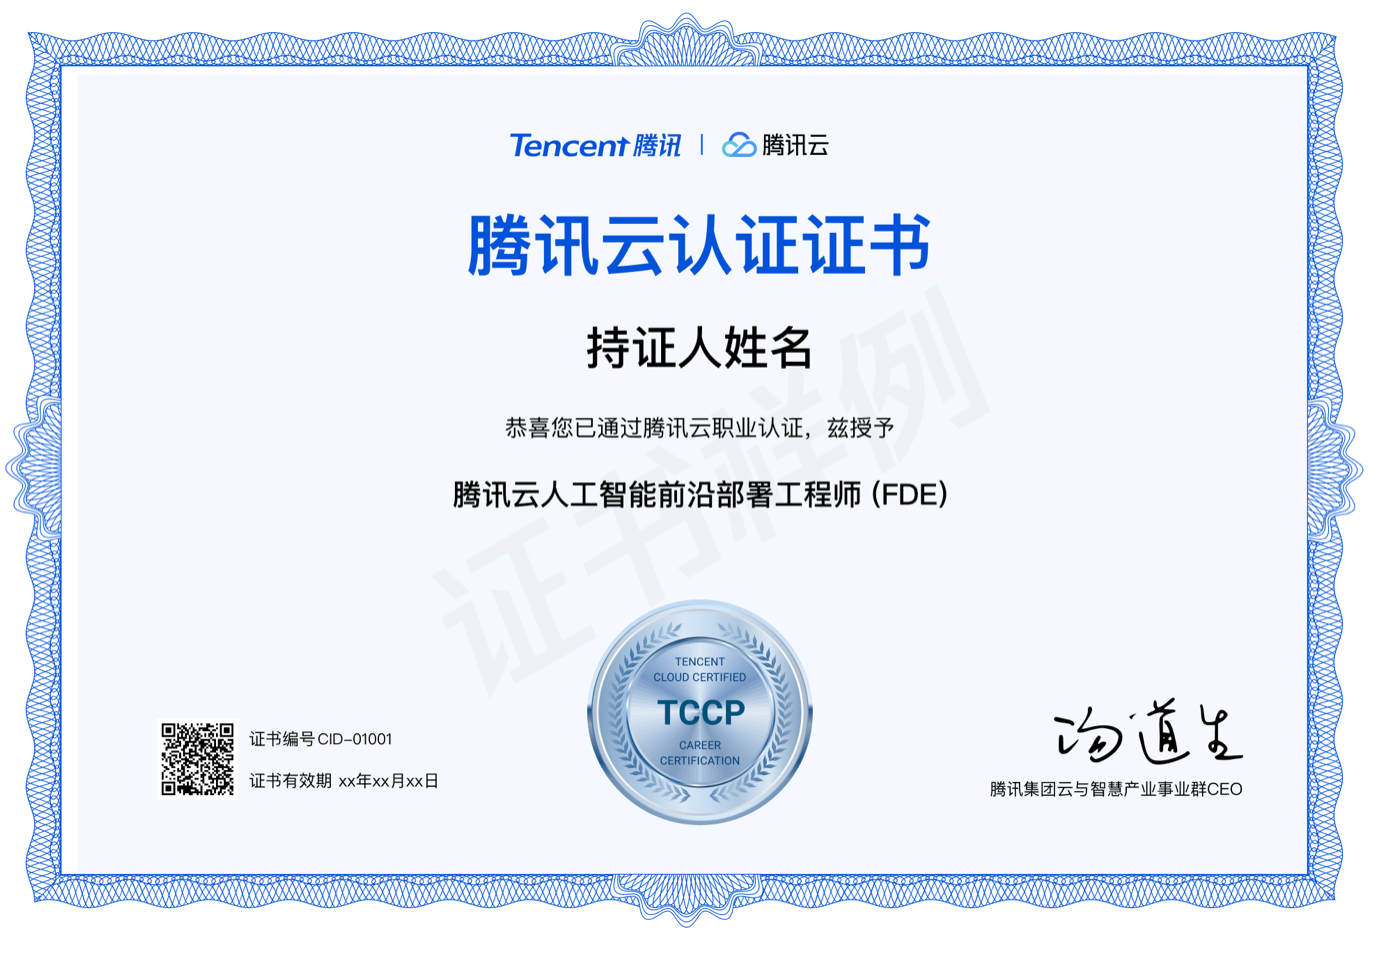 Tencent 腾讯 | 腾讯云
腾讯云认证证书
持证人姓名
恭喜您已通过腾讯云职业认证，兹授予
腾讯云人工智能前沿部署工程师（FDE）
证书样例
TENCENT
CLOUD CERTIFIED
TCCP
CAREER
CERTIFICATION
证书编号CID-01001
证书有效期 xx年xx月xx日
汤道生
腾讯集团云与智慧产业事业群CEO